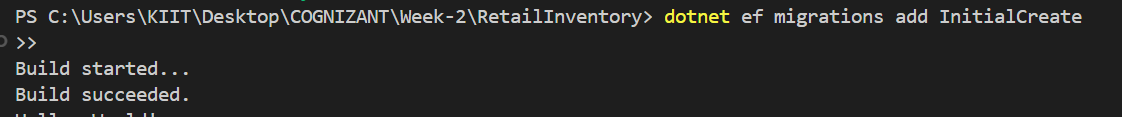 PS C:\Users\KIIT\Desktop\COGNIZANT\Week-2\RetailInventory> dotnet ef migrations add InitialCreate
>>
Build started...
Build succeeded.